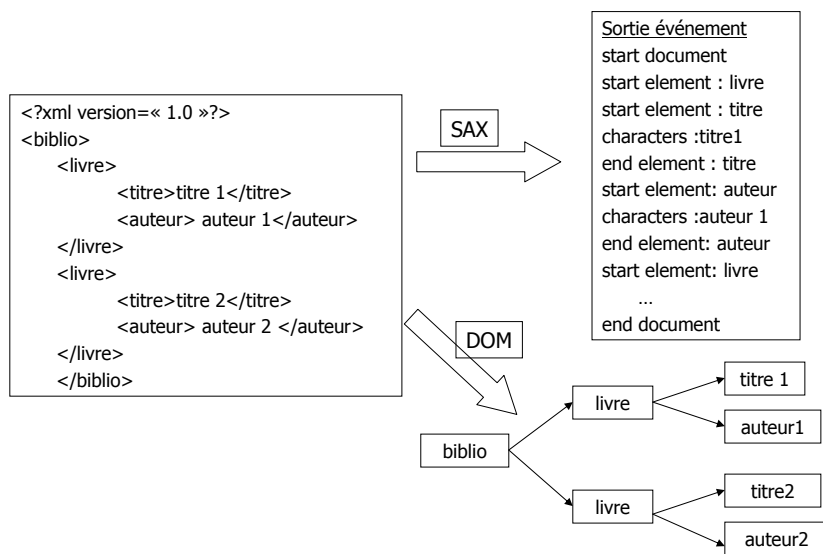 <?xml version=« 1.0 »?>
<biblio>
<livre>
<titre>titre 1</titre>
<auteur> auteur 1</auteur>
</livre>
<livre>
<titre>titre 2</titre>
<auteur> auteur 2 </auteur>
</livre>
</biblio>
SAX
Sortie événement
start document
start element : livre
start element : titre
characters :titre1
end element : titre
start element: auteur
characters :auteur 1
end element: auteur
start element: livre
...
end document
DOM
biblio
livre
titre 1
auteur1
livre
titre2
auteur2